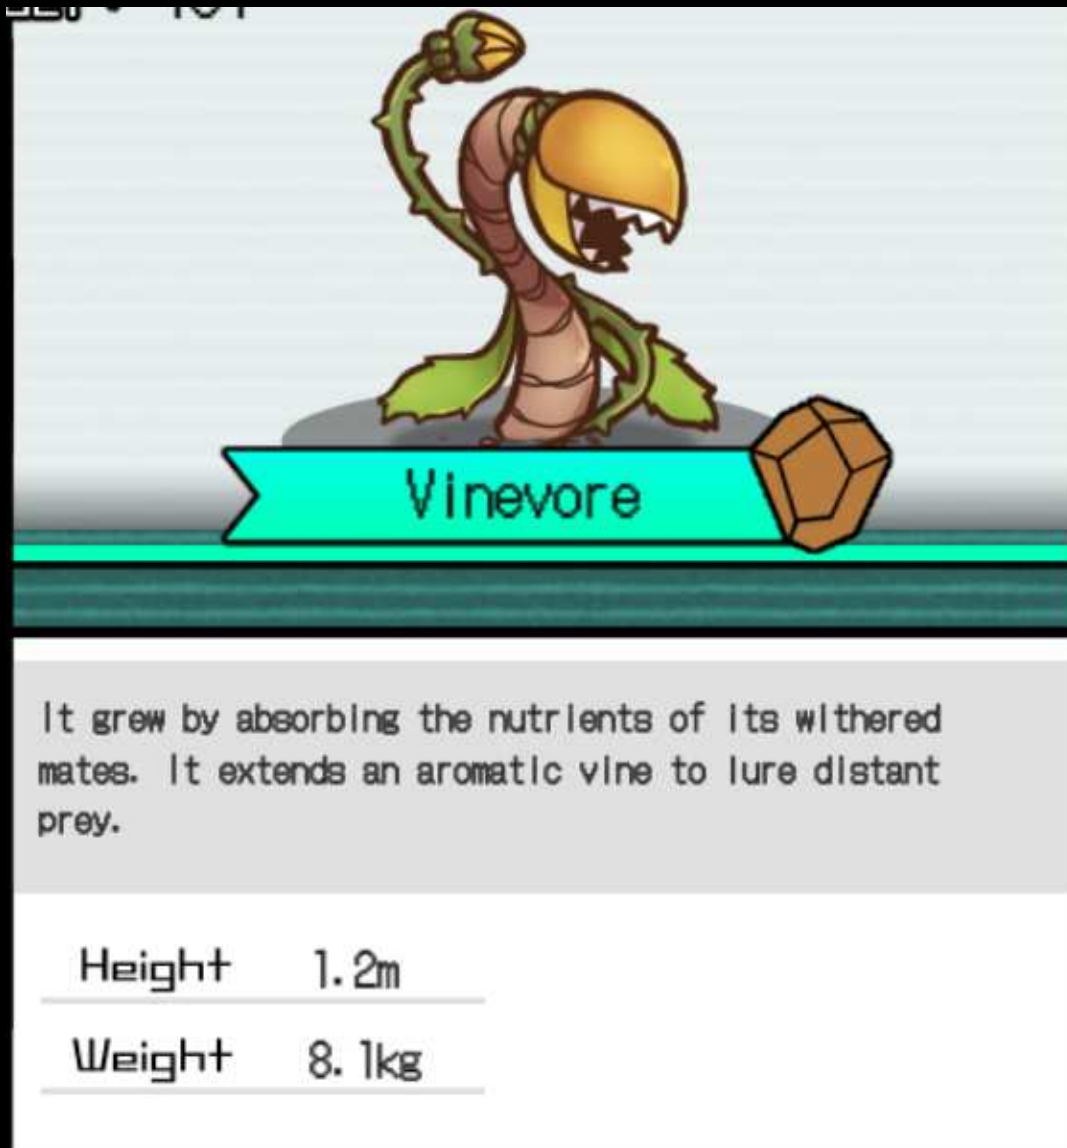 Vinevore
It grew by absorbing the nutrients of its withered
mates. It extends an aromatic vine to lure distant
prey.
Height 1.2m
Weight 8.1kg